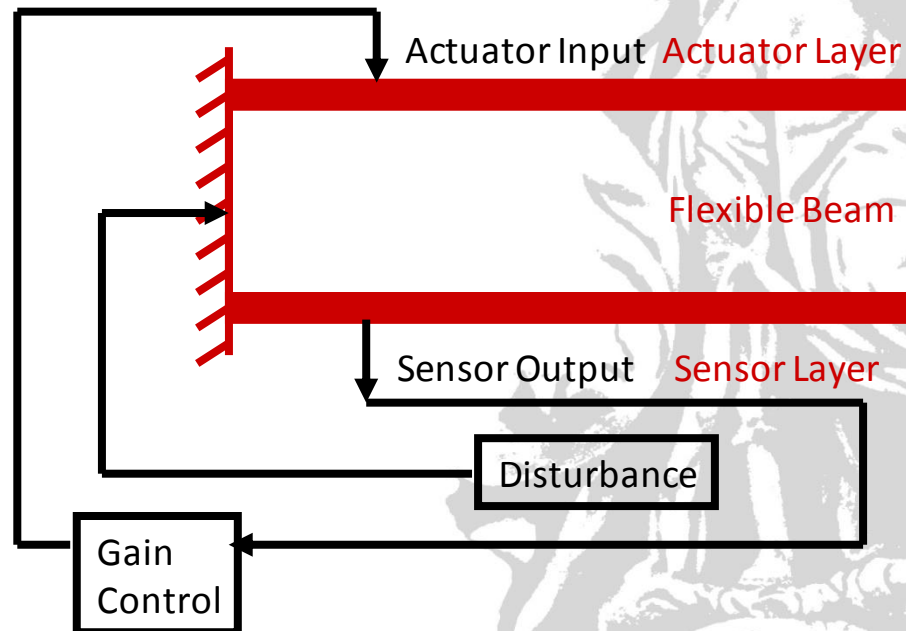 Actuator Input Actuator Layer
Flexible Beam
Sensor Output Sensor Layer
Disturbance
Gain
Control